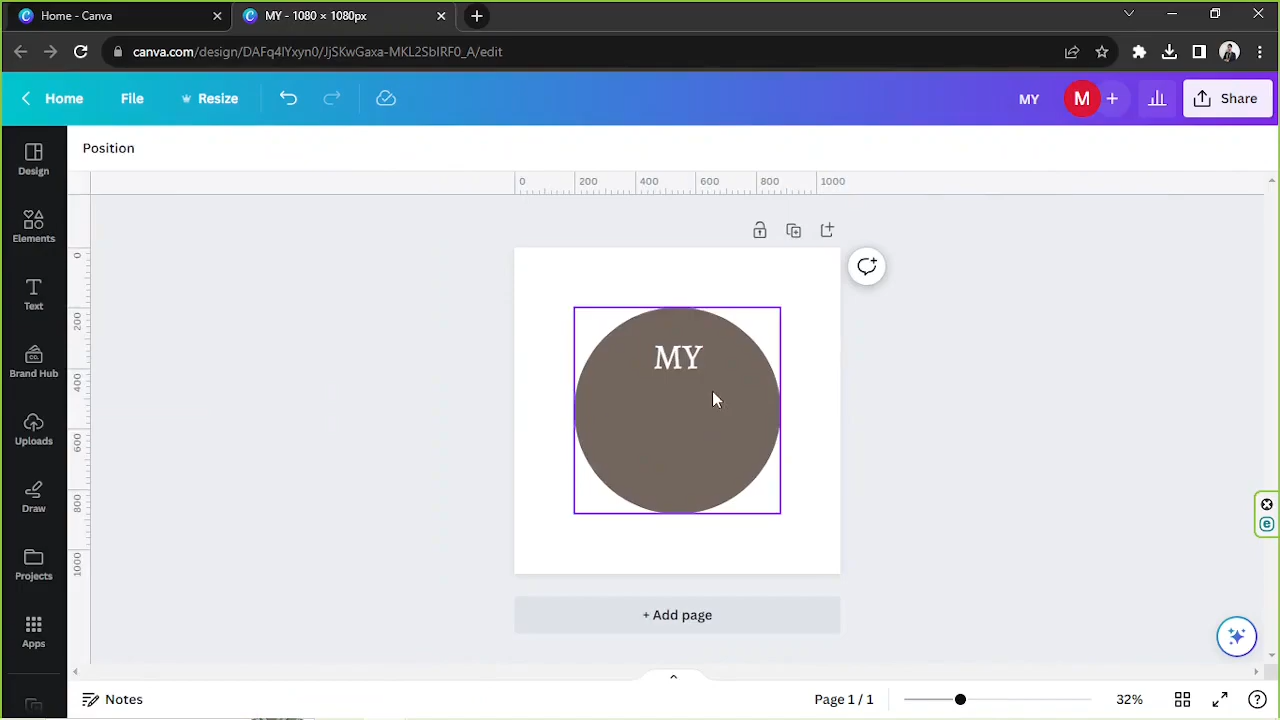 Home - Canva
MY - 1080 × 1080px
canva.com/design/DAFq4lYxyn0/JjSKwGaxa-MKL2SbIRF0_A/edit
Home File Resize MY M + Share
Position
Design
Elements
Text
CO.
Brand Hub
Uploads
Draw
Projects
Apps
0 200 400 600 800 1000
0
200
400
600
800
1000
MY
+ Add page
Notes
Page 1 / 1
32%